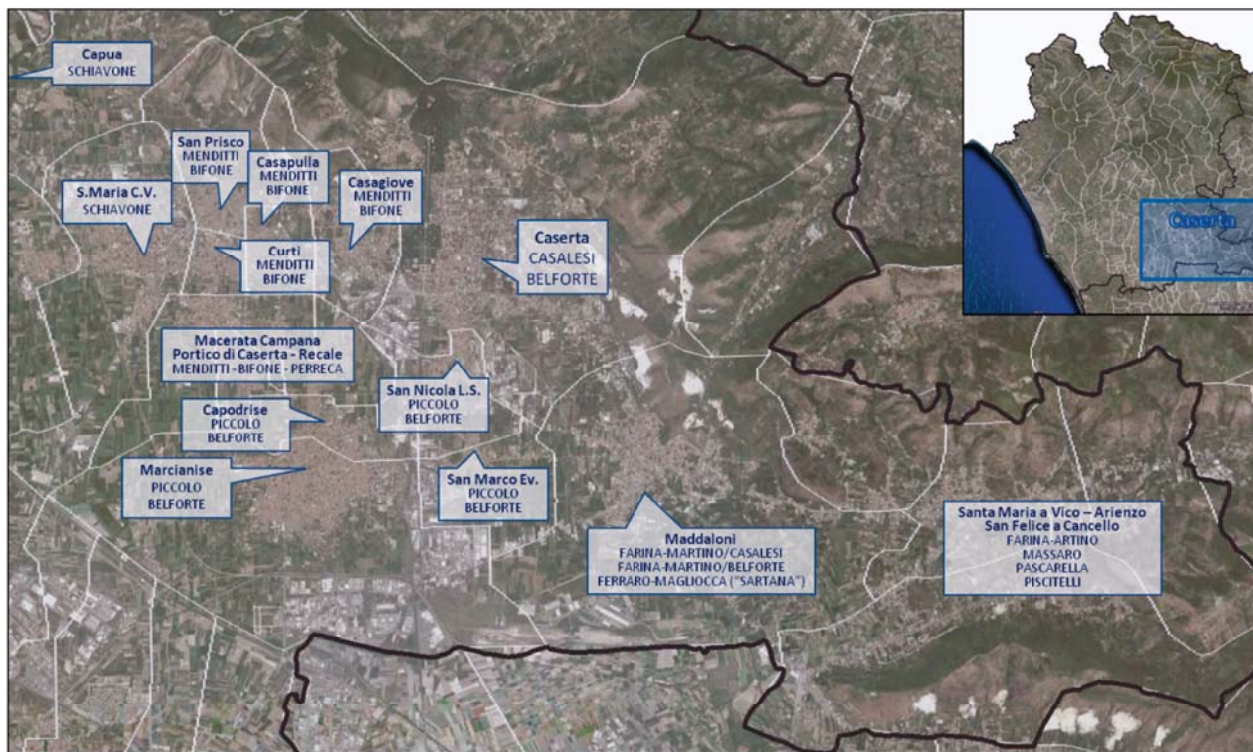 Capua
SCHIAVONE
San Prisco
MENDITTI
BIFONE
Casapulla
MENDITTI
BIFONE
Casagiove
MENDITTI
BIFONE
S.Maria C.V.
SCHIAVONE
Curti
MENDITTI
BIFONE
Caserta
CASALESI
BELFORTE
Caserta
Macerata Campana
Portico di Caserta - Recale
MENDITTI -BIFONE - PERRECA
San Nicola L.S.
PICCOLO
BELFORTE
Capodrise
PICCOLO
BELFORTE
Marcianise
PICCOLO
BELFORTE
San Marco Ev.
PICCOLO
BELFORTE
Maddaloni
FARINA-MARTINO/CASALESI
FARINA-MARTINO/BELFORTE
FERRARO-MAGLIOCCA ("SARTANA")
Santa Maria a Vico – Arienzo
San Felice a Cancello
FARINA-ARTINO
MASSARO
PASCARELLA
PISCITELLI